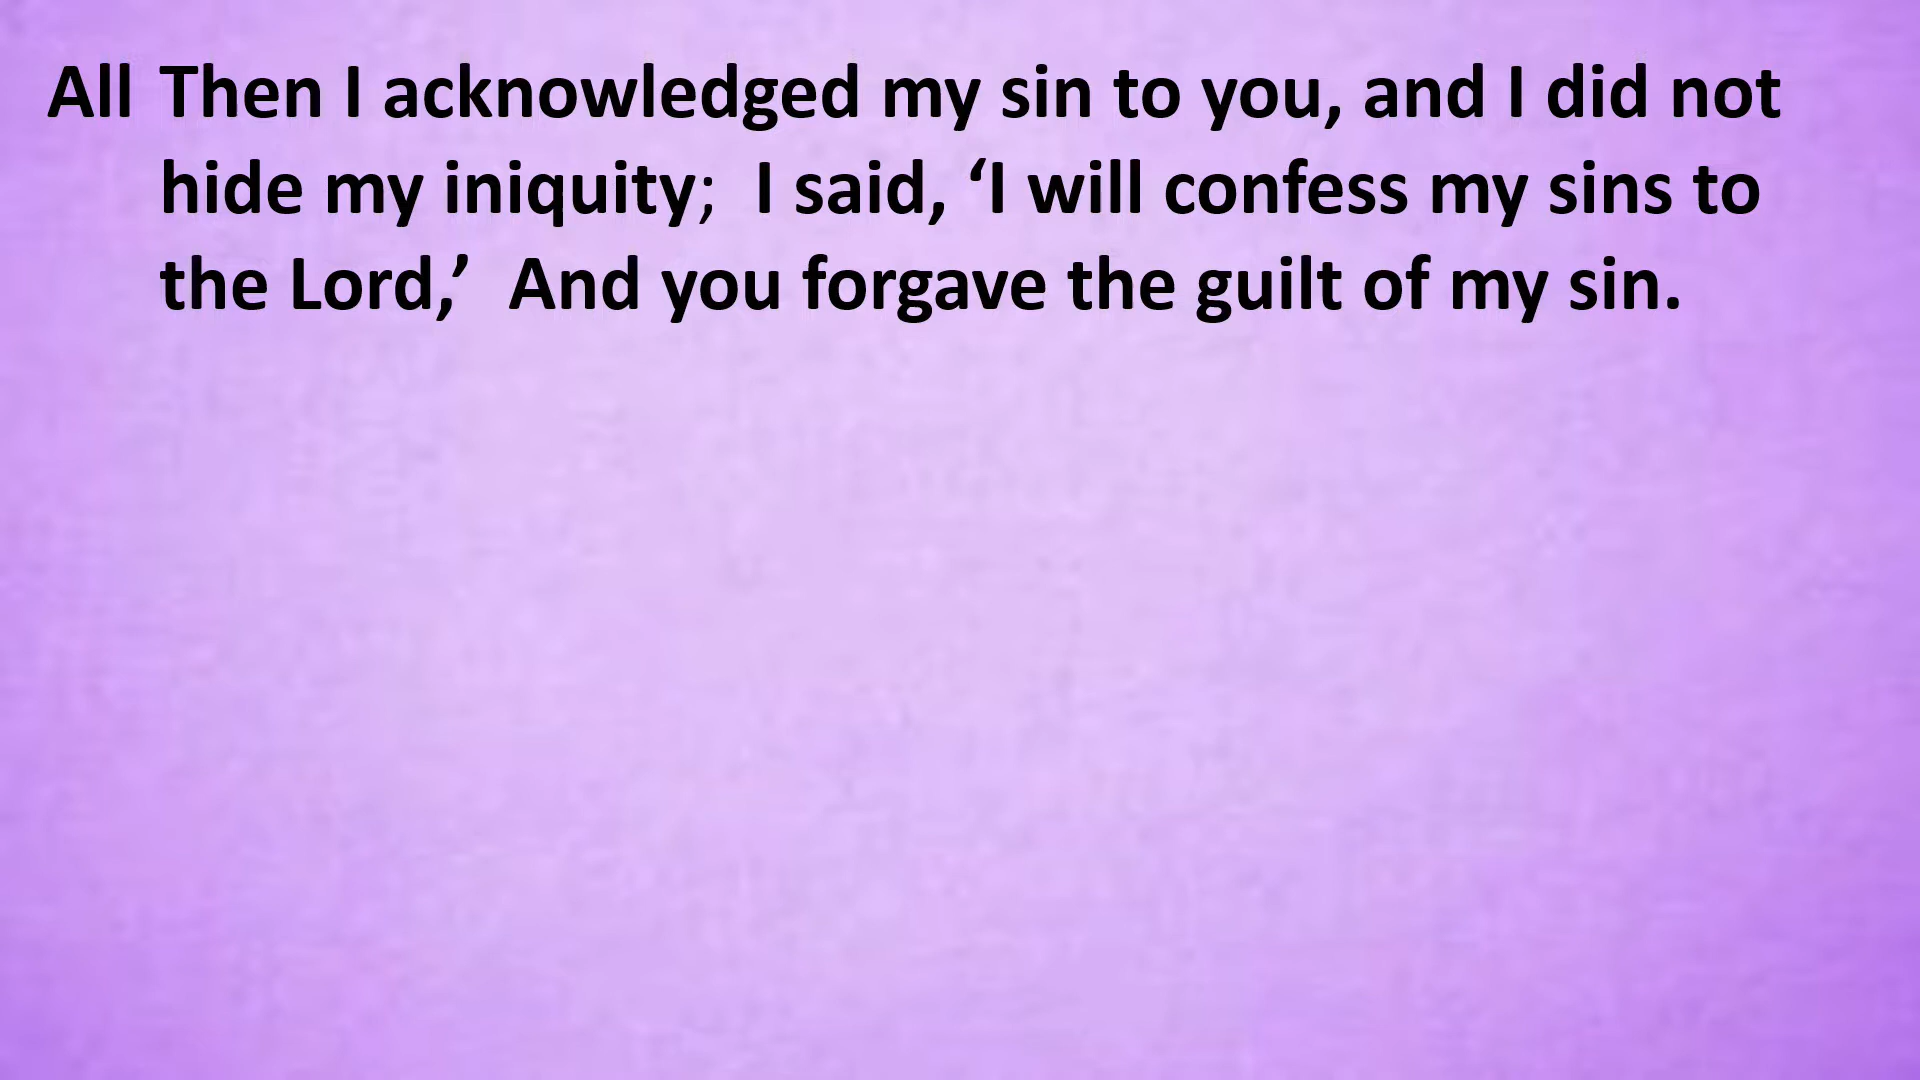 All Then I acknowledged my sin to you, and I did not
hide my iniquity;  I said, ‘I will confess my sins to
the Lord,’  And you forgave the guilt of my sin.